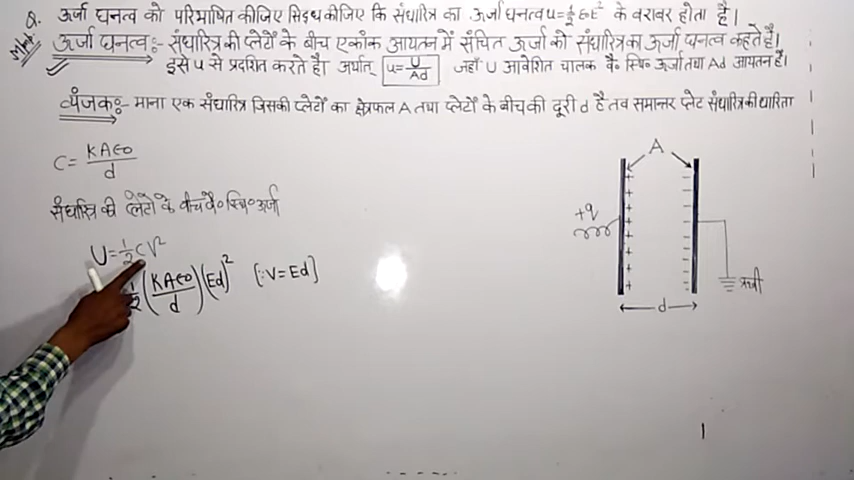 Q. ऊर्जा घनत्व को परिभाषित कीजिए सिद्ध कीजिए कि संधारित्र का ऊर्जा घनत्व u=½ ε E² के बराबर होता है।
ऊर्जा घनत्व:- संधारित्र की प्लेटों के बीच एकांक आयतन में संचित ऊर्जा को संधारित्र का ऊर्जा घनत्व कहते हैं।
इसे u से प्रदर्शित करते हैं। अर्थात् u=U/Ad जहाँ U आवेशित चालक वै॰ स्थि॰ ऊर्जा तथा Ad आयतन है।
व्यंजक:- माना एक संधारित्र जिसकी प्लेटों का क्षेत्रफल A तथा प्लेटों के बीच की दूरी d है तब समान्तर प्लेट संधारित्र की धारिता
C = KAε₀/d
संधारित्र की प्लेटों के बीच वै॰ स्थि॰ ऊर्जा
U=½CV²
½(KAε₀/d)(Ed)² [∵V=Ed]
A
+q
पृथ्वी
d